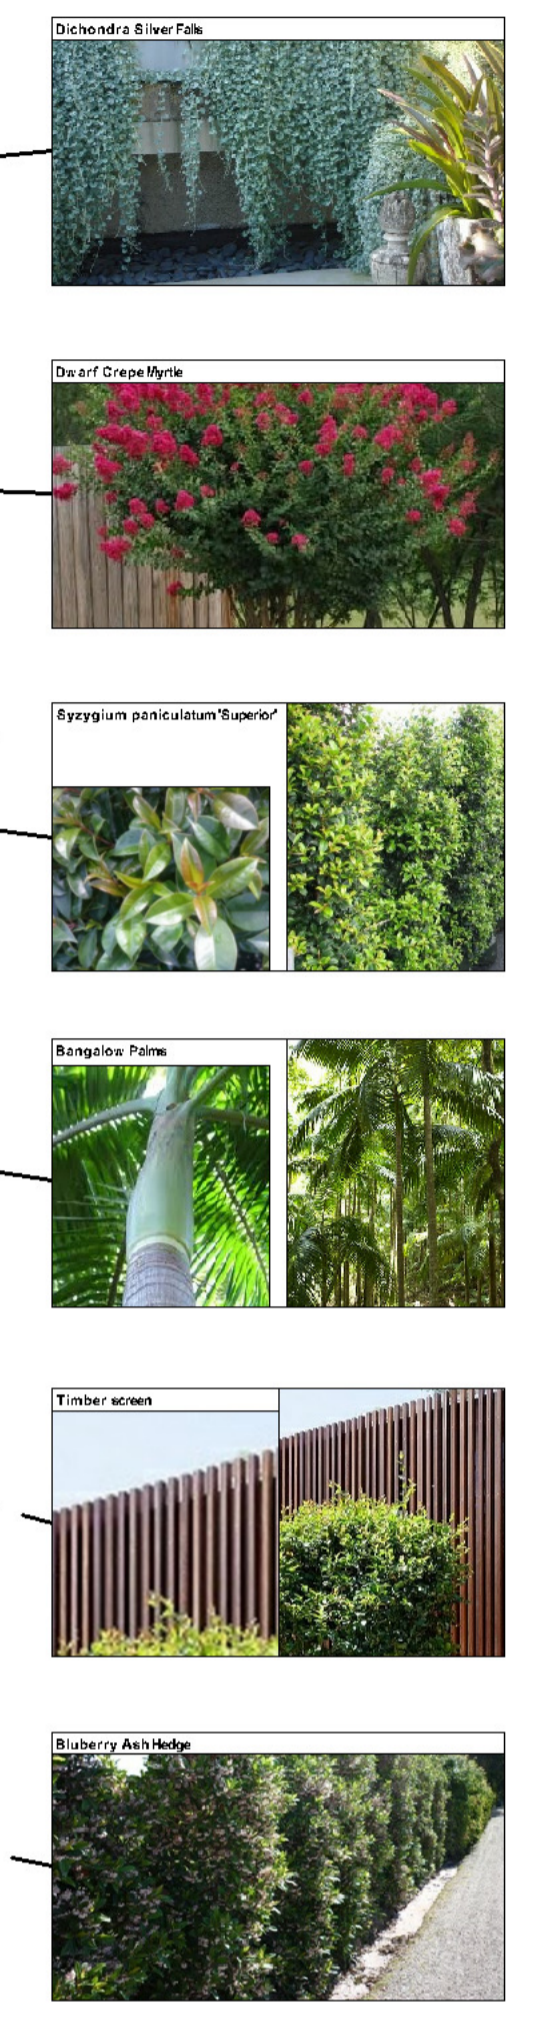 Dichondra Silver Falls
Dwarf Crepe Myrtle
Syzygium paniculatum 'Superior'
Bangalow Palms
Timber screen
Bluberry Ash Hedge